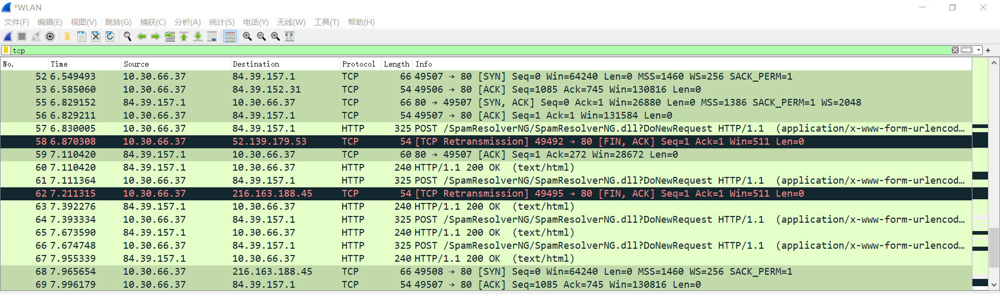 *WLAN
文件(F) 编辑(E) 视图(V) 跳转(G) 捕获(C) 分析(A) 统计(S) 电话(Y) 无线(W) 工具(T) 帮助(H)
tcp
No. Time Source Destination Protocol Length Info
52 6.549493 10.30.66.37 84.39.157.1 TCP 66 49507 → 80 [SYN] Seq=0 Win=64240 Len=0 MSS=1460 WS=256 SACK_PERM=1
53 6.585060 10.30.66.37 84.39.152.31 TCP 54 49506 → 80 [ACK] Seq=1085 Ack=745 Win=130816 Len=0
55 6.829152 84.39.157.1 10.30.66.37 TCP 66 80 → 49507 [SYN, ACK] Seq=0 Ack=1 Win=26880 Len=0 MSS=1386 SACK_PERM=1 WS=2048
56 6.829211 10.30.66.37 84.39.157.1 TCP 54 49507 → 80 [ACK] Seq=1 Ack=1 Win=131584 Len=0
57 6.830005 10.30.66.37 84.39.157.1 HTTP 325 POST /SpamResolverNG/SpamResolverNG.dll?DoNewRequest HTTP/1.1  (application/x-www-form-urlencod…
58 6.870308 10.30.66.37 52.139.179.53 TCP 54 [TCP Retransmission] 49492 → 80 [FIN, ACK] Seq=1 Ack=1 Win=511 Len=0
59 7.110420 84.39.157.1 10.30.66.37 TCP 60 80 → 49507 [ACK] Seq=1 Ack=272 Win=28672 Len=0
60 7.110420 84.39.157.1 10.30.66.37 HTTP 240 HTTP/1.1 200 OK  (text/html)
61 7.111364 10.30.66.37 84.39.157.1 HTTP 325 POST /SpamResolverNG/SpamResolverNG.dll?DoNewRequest HTTP/1.1  (application/x-www-form-urlencod…
62 7.211315 10.30.66.37 216.163.188.45 TCP 54 [TCP Retransmission] 49495 → 80 [FIN, ACK] Seq=1 Ack=1 Win=511 Len=0
63 7.392276 84.39.157.1 10.30.66.37 HTTP 240 HTTP/1.1 200 OK  (text/html)
64 7.393334 10.30.66.37 84.39.157.1 HTTP 325 POST /SpamResolverNG/SpamResolverNG.dll?DoNewRequest HTTP/1.1  (application/x-www-form-urlencod…
65 7.673590 84.39.157.1 10.30.66.37 HTTP 240 HTTP/1.1 200 OK  (text/html)
66 7.674748 10.30.66.37 84.39.157.1 HTTP 325 POST /SpamResolverNG/SpamResolverNG.dll?DoNewRequest HTTP/1.1  (application/x-www-form-urlencod…
67 7.955339 84.39.157.1 10.30.66.37 HTTP 240 HTTP/1.1 200 OK  (text/html)
68 7.965654 10.30.66.37 216.163.188.45 TCP 66 49508 → 80 [SYN] Seq=0 Win=64240 Len=0 MSS=1460 WS=256 SACK_PERM=1
69 7.996179 10.30.66.37 84.39.157.1 TCP 54 49507 → 80 [ACK] Seq=1085 Ack=745 Win=130816 Len=0